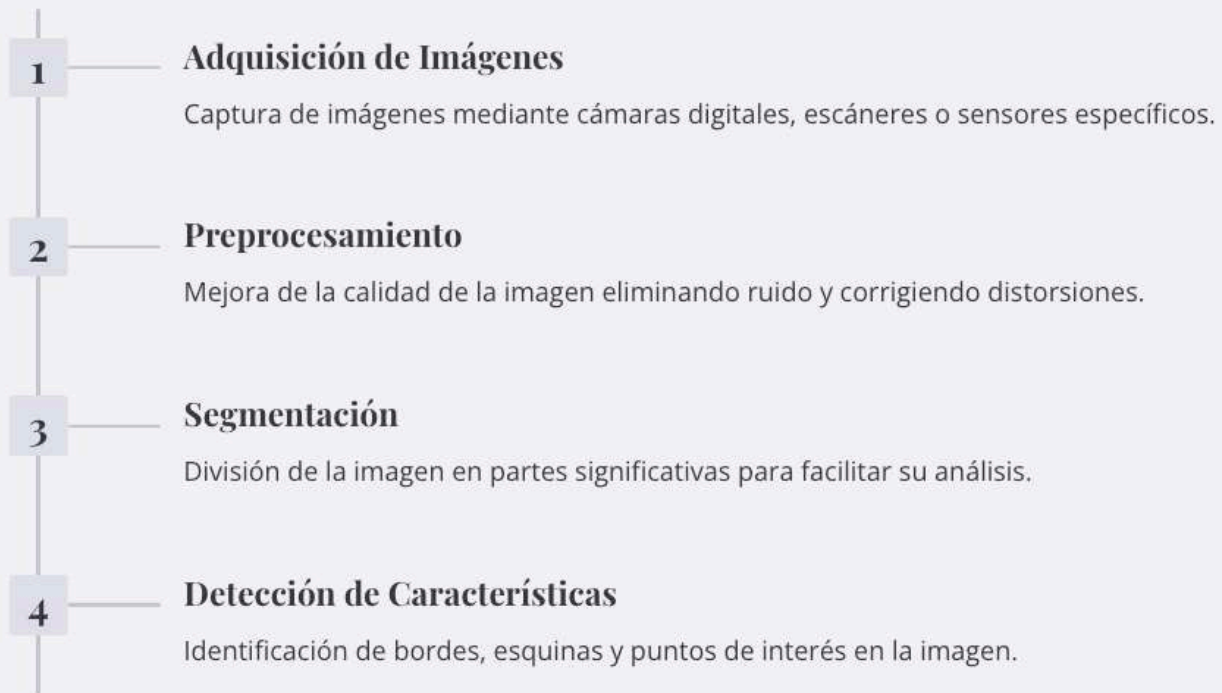 1
Adquisición de Imágenes
Captura de imágenes mediante cámaras digitales, escáneres o sensores específicos.
2
Preprocesamiento
Mejora de la calidad de la imagen eliminando ruido y corrigiendo distorsiones.
3
Segmentación
División de la imagen en partes significativas para facilitar su análisis.
4
Detección de Características
Identificación de bordes, esquinas y puntos de interés en la imagen.